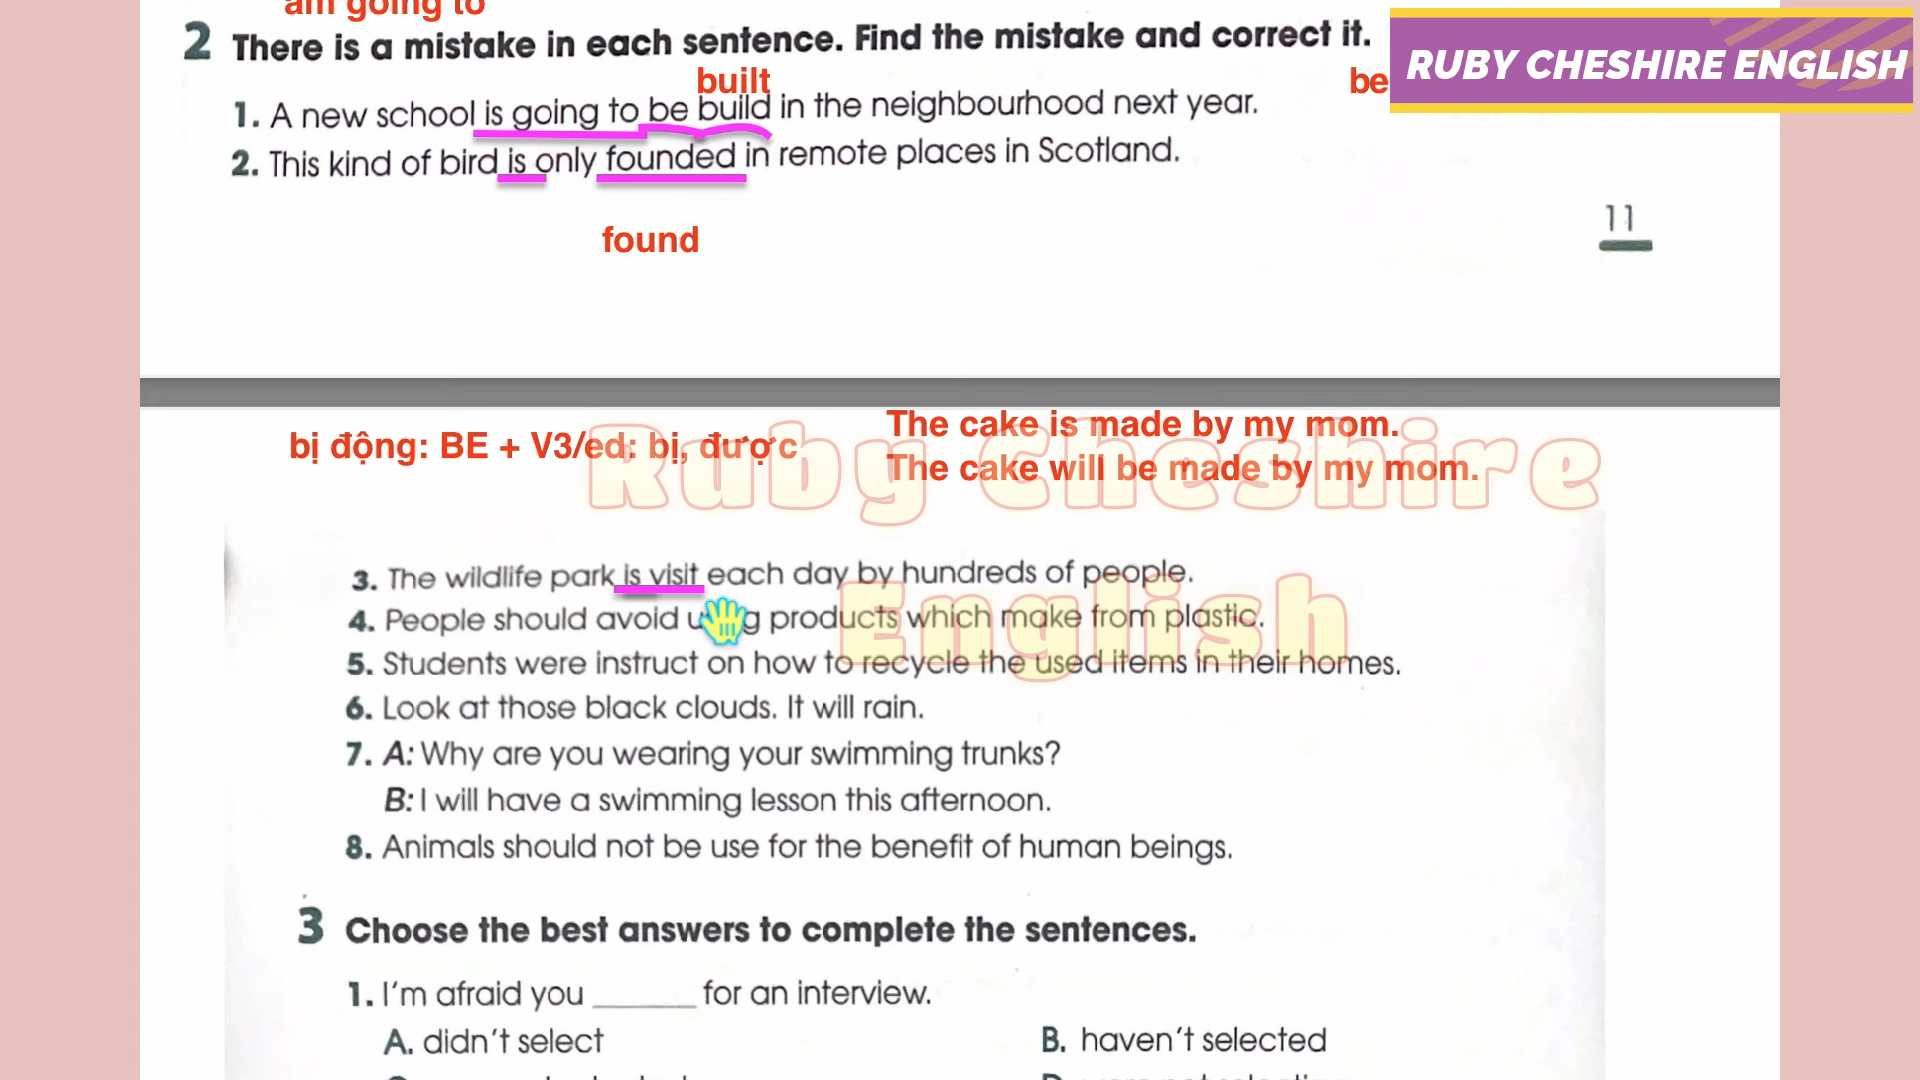 am going to
2 There is a mistake in each sentence. Find the mistake and correct it.
RUBY CHESHIRE ENGLISH
built
be
1. A new school is going to be build in the neighbourhood next year.
2. This kind of bird is only founded in remote places in Scotland.
11
found
The cake is made by my mom.
bị động: BE + V3/ed: bị, được
The cake will be made by my mom.
Ruby Cheshire
English
3. The wildlife park is visit each day by hundreds of people.
4. People should avoid products which make from plastic.
5. Students were instruct on how to recycle the used items in their homes.
6. Look at those black clouds. It will rain.
7. A: Why are you wearing your swimming trunks?
B: I will have a swimming lesson this afternoon.
8. Animals should not be use for the benefit of human beings.
3 Choose the best answers to complete the sentences.
1. I'm afraid you ______ for an interview.
A. didn't select
B. haven't selected